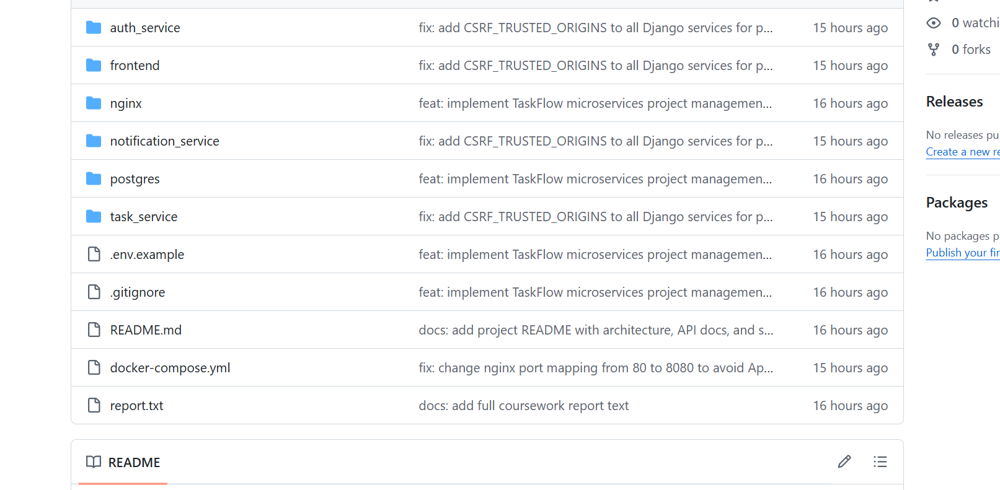 auth_service fix: add CSRF_TRUSTED_ORIGINS to all Django services for p... 15 hours ago
0 watchi
frontend fix: add CSRF_TRUSTED_ORIGINS to all Django services for p... 15 hours ago
0 forks
nginx feat: implement TaskFlow microservices project managemen... 16 hours ago
Releases
notification_service fix: add CSRF_TRUSTED_ORIGINS to all Django services for p... 15 hours ago
No releases pu
Create a new re
postgres feat: implement TaskFlow microservices project managemen... 16 hours ago
Packages
task_service fix: add CSRF_TRUSTED_ORIGINS to all Django services for p... 15 hours ago
No packages p
Publish your fir
.env.example feat: implement TaskFlow microservices project managemen... 16 hours ago
.gitignore feat: implement TaskFlow microservices project managemen... 16 hours ago
README.md docs: add project README with architecture, API docs, and s... 16 hours ago
docker-compose.yml fix: change nginx port mapping from 80 to 8080 to avoid Ap... 15 hours ago
report.txt docs: add full coursework report text 16 hours ago
README